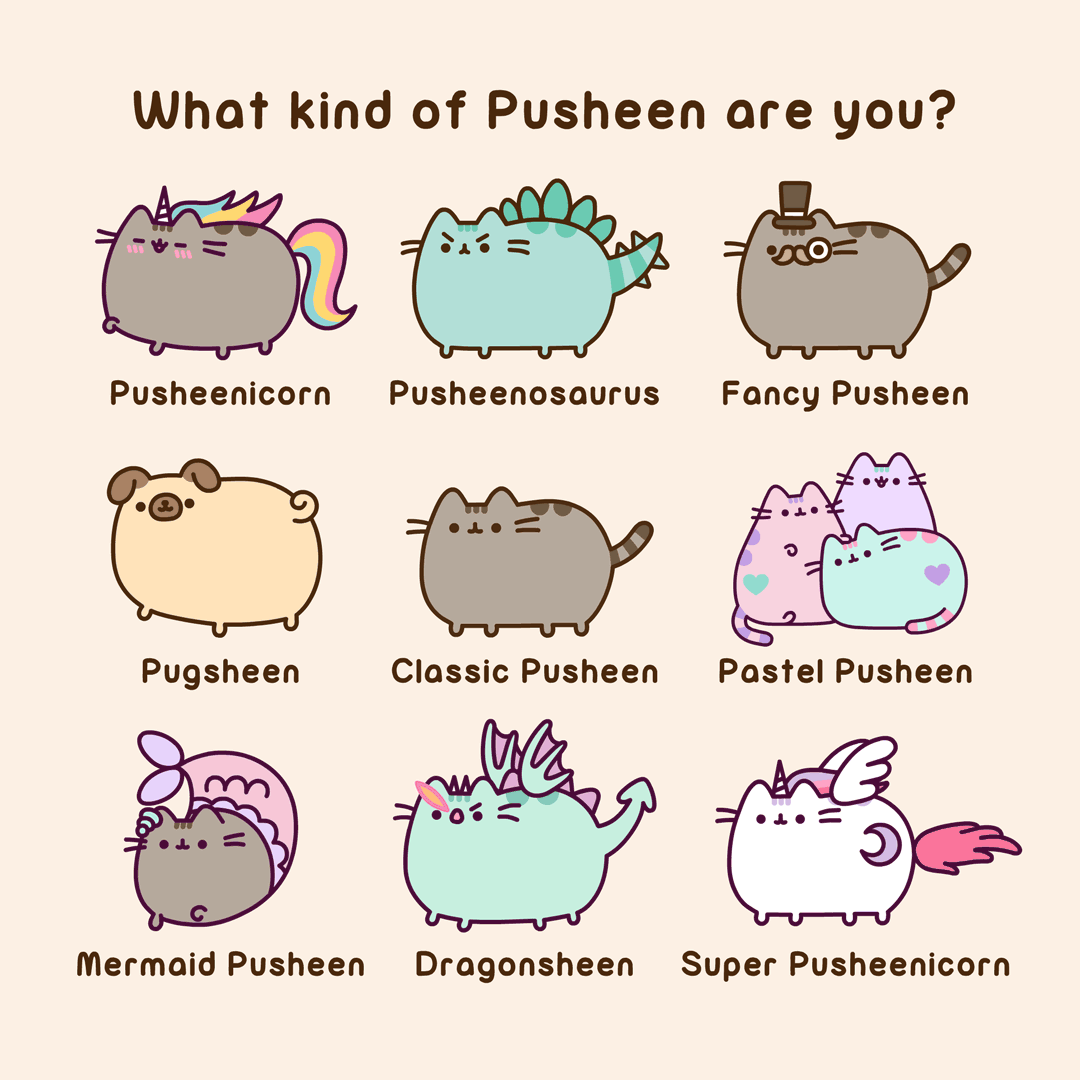 What kind of Pusheen are you?
Pusheenicorn
Pusheenosaurus
Fancy Pusheen
Pugsheen
Classic Pusheen
Pastel Pusheen
Mermaid Pusheen
Dragonsheen
Super Pusheenicorn